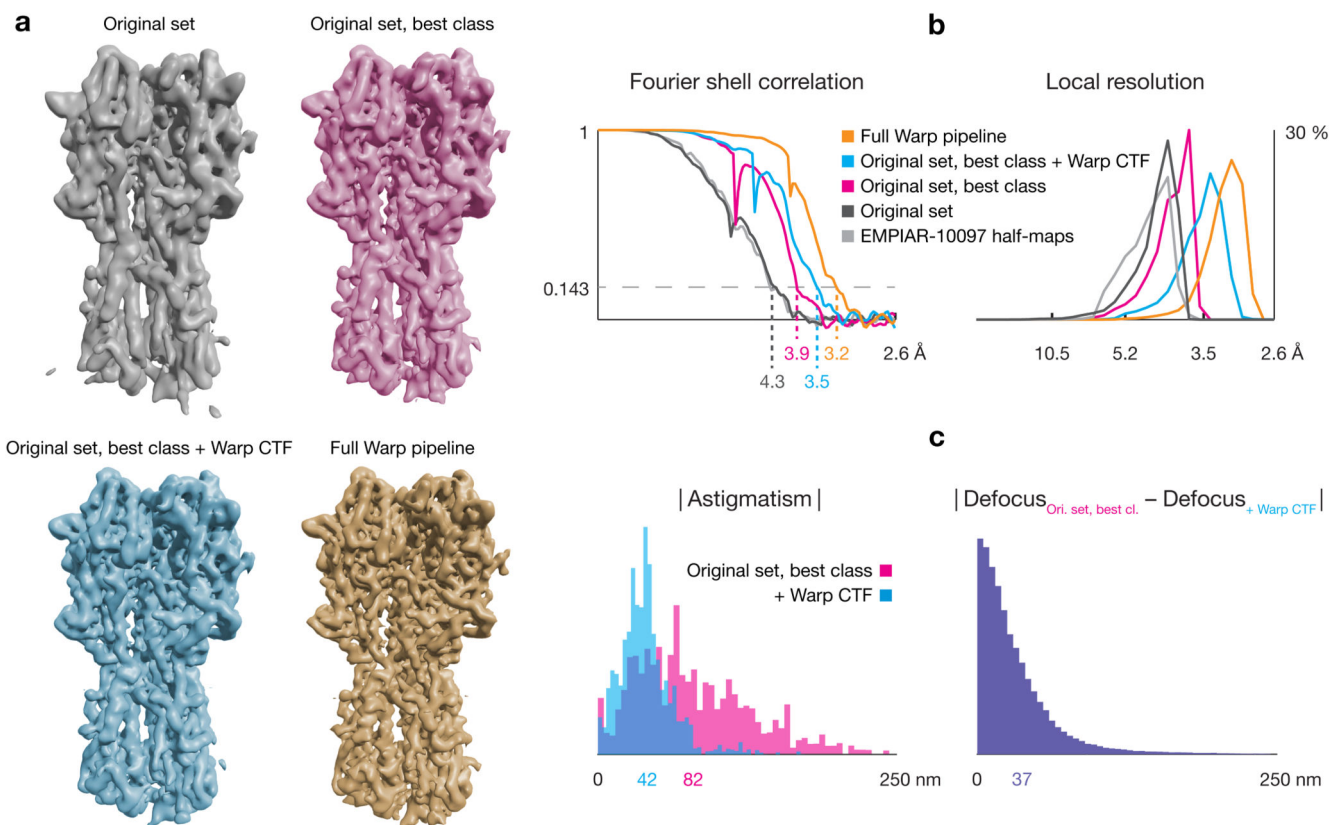 a
Original set
Original set, best class
Original set, best class + Warp CTF
Full Warp pipeline
Fourier shell correlation
1
0.143
4.3
3.9
3.5
3.2
2.6 Å
Full Warp pipeline
Original set, best class + Warp CTF
Original set, best class
Original set
EMPIAR-10097 half-maps
b
Local resolution
30 %
10.5
5.2
3.5
2.6 Å
| Astigmatism |
Original set, best class
+ Warp CTF
0
42
82
250 nm
c
| Defocus Ori. set, best cl. – Defocus + Warp CTF |
0
37
250 nm